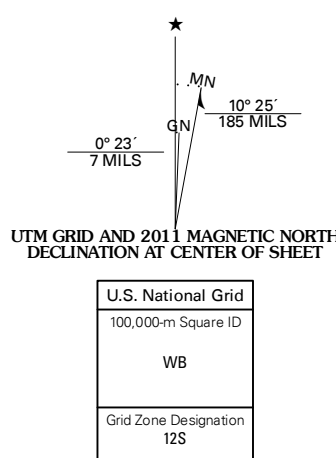 ★
MN
GN
0° 23´
7 MILS
10° 25´
185 MILS
UTM GRID AND 2011 MAGNETIC NORTH
DECLINATION AT CENTER OF SHEET
U.S. National Grid
100,000-m Square ID
WB
Grid Zone Designation
12S